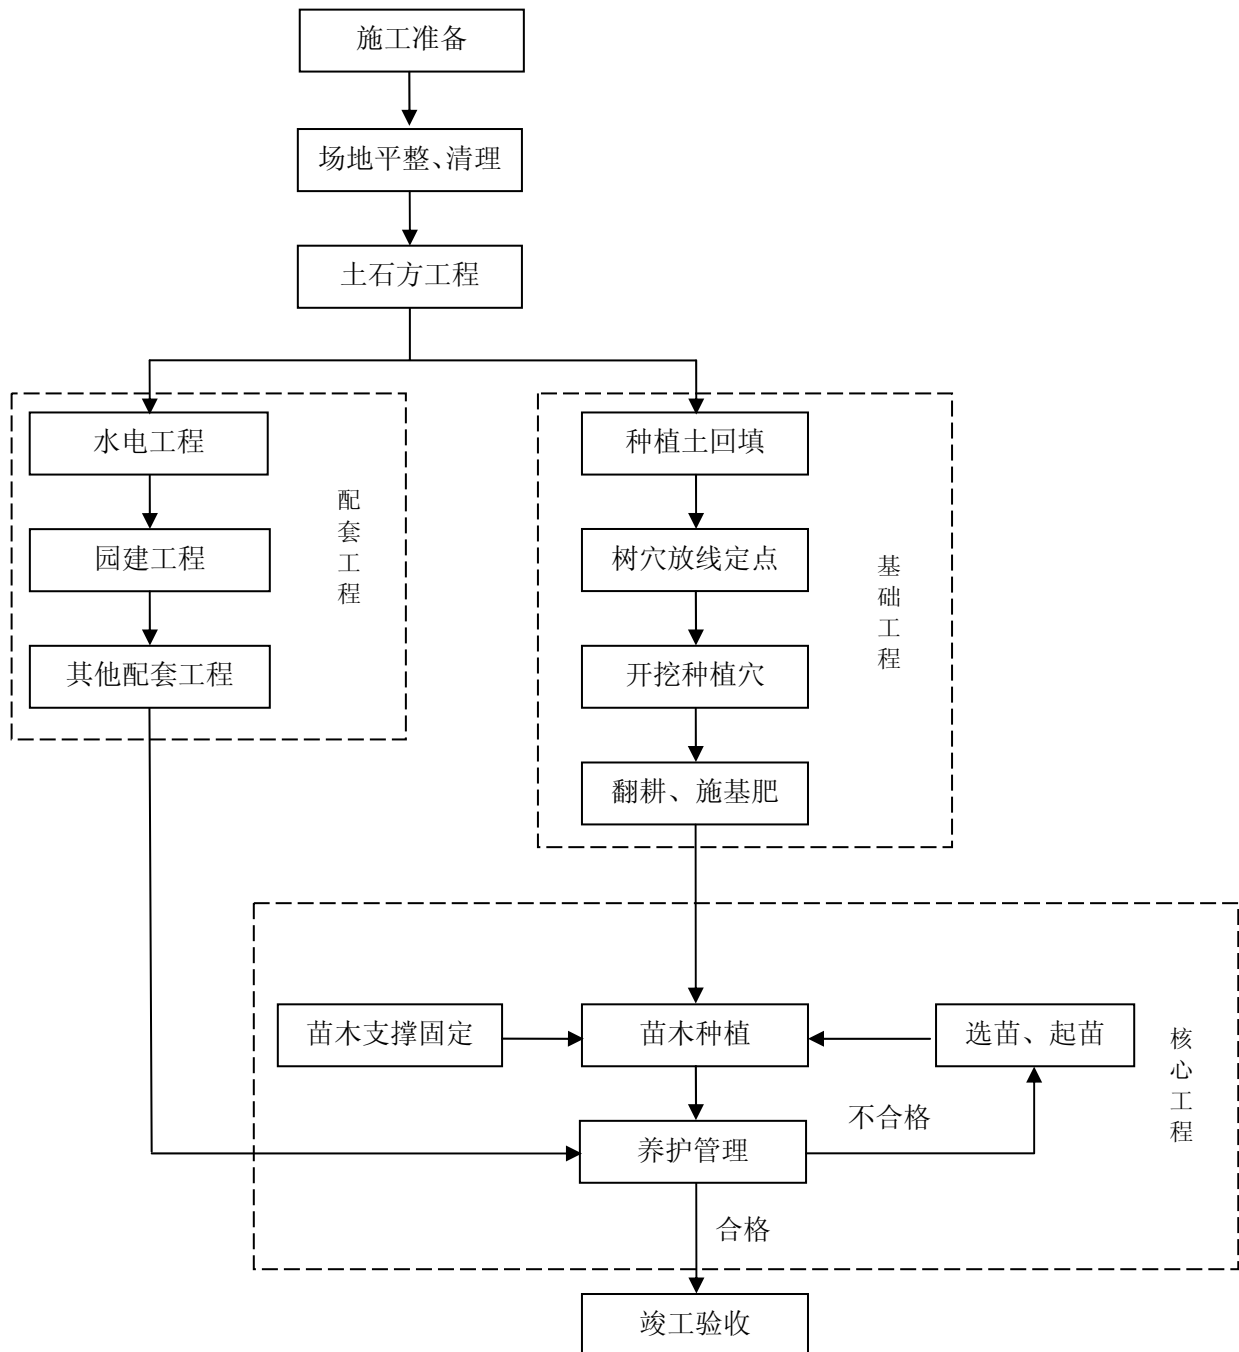 施工准备
场地平整、清理
土石方工程
水电工程
园建工程
其他配套工程
配套工程
种植土回填
树穴放线定点
开挖种植穴
翻耕、施基肥
基础工程
苗木支撑固定
苗木种植
选苗、起苗
核心工程
不合格
养护管理
合格
竣工验收